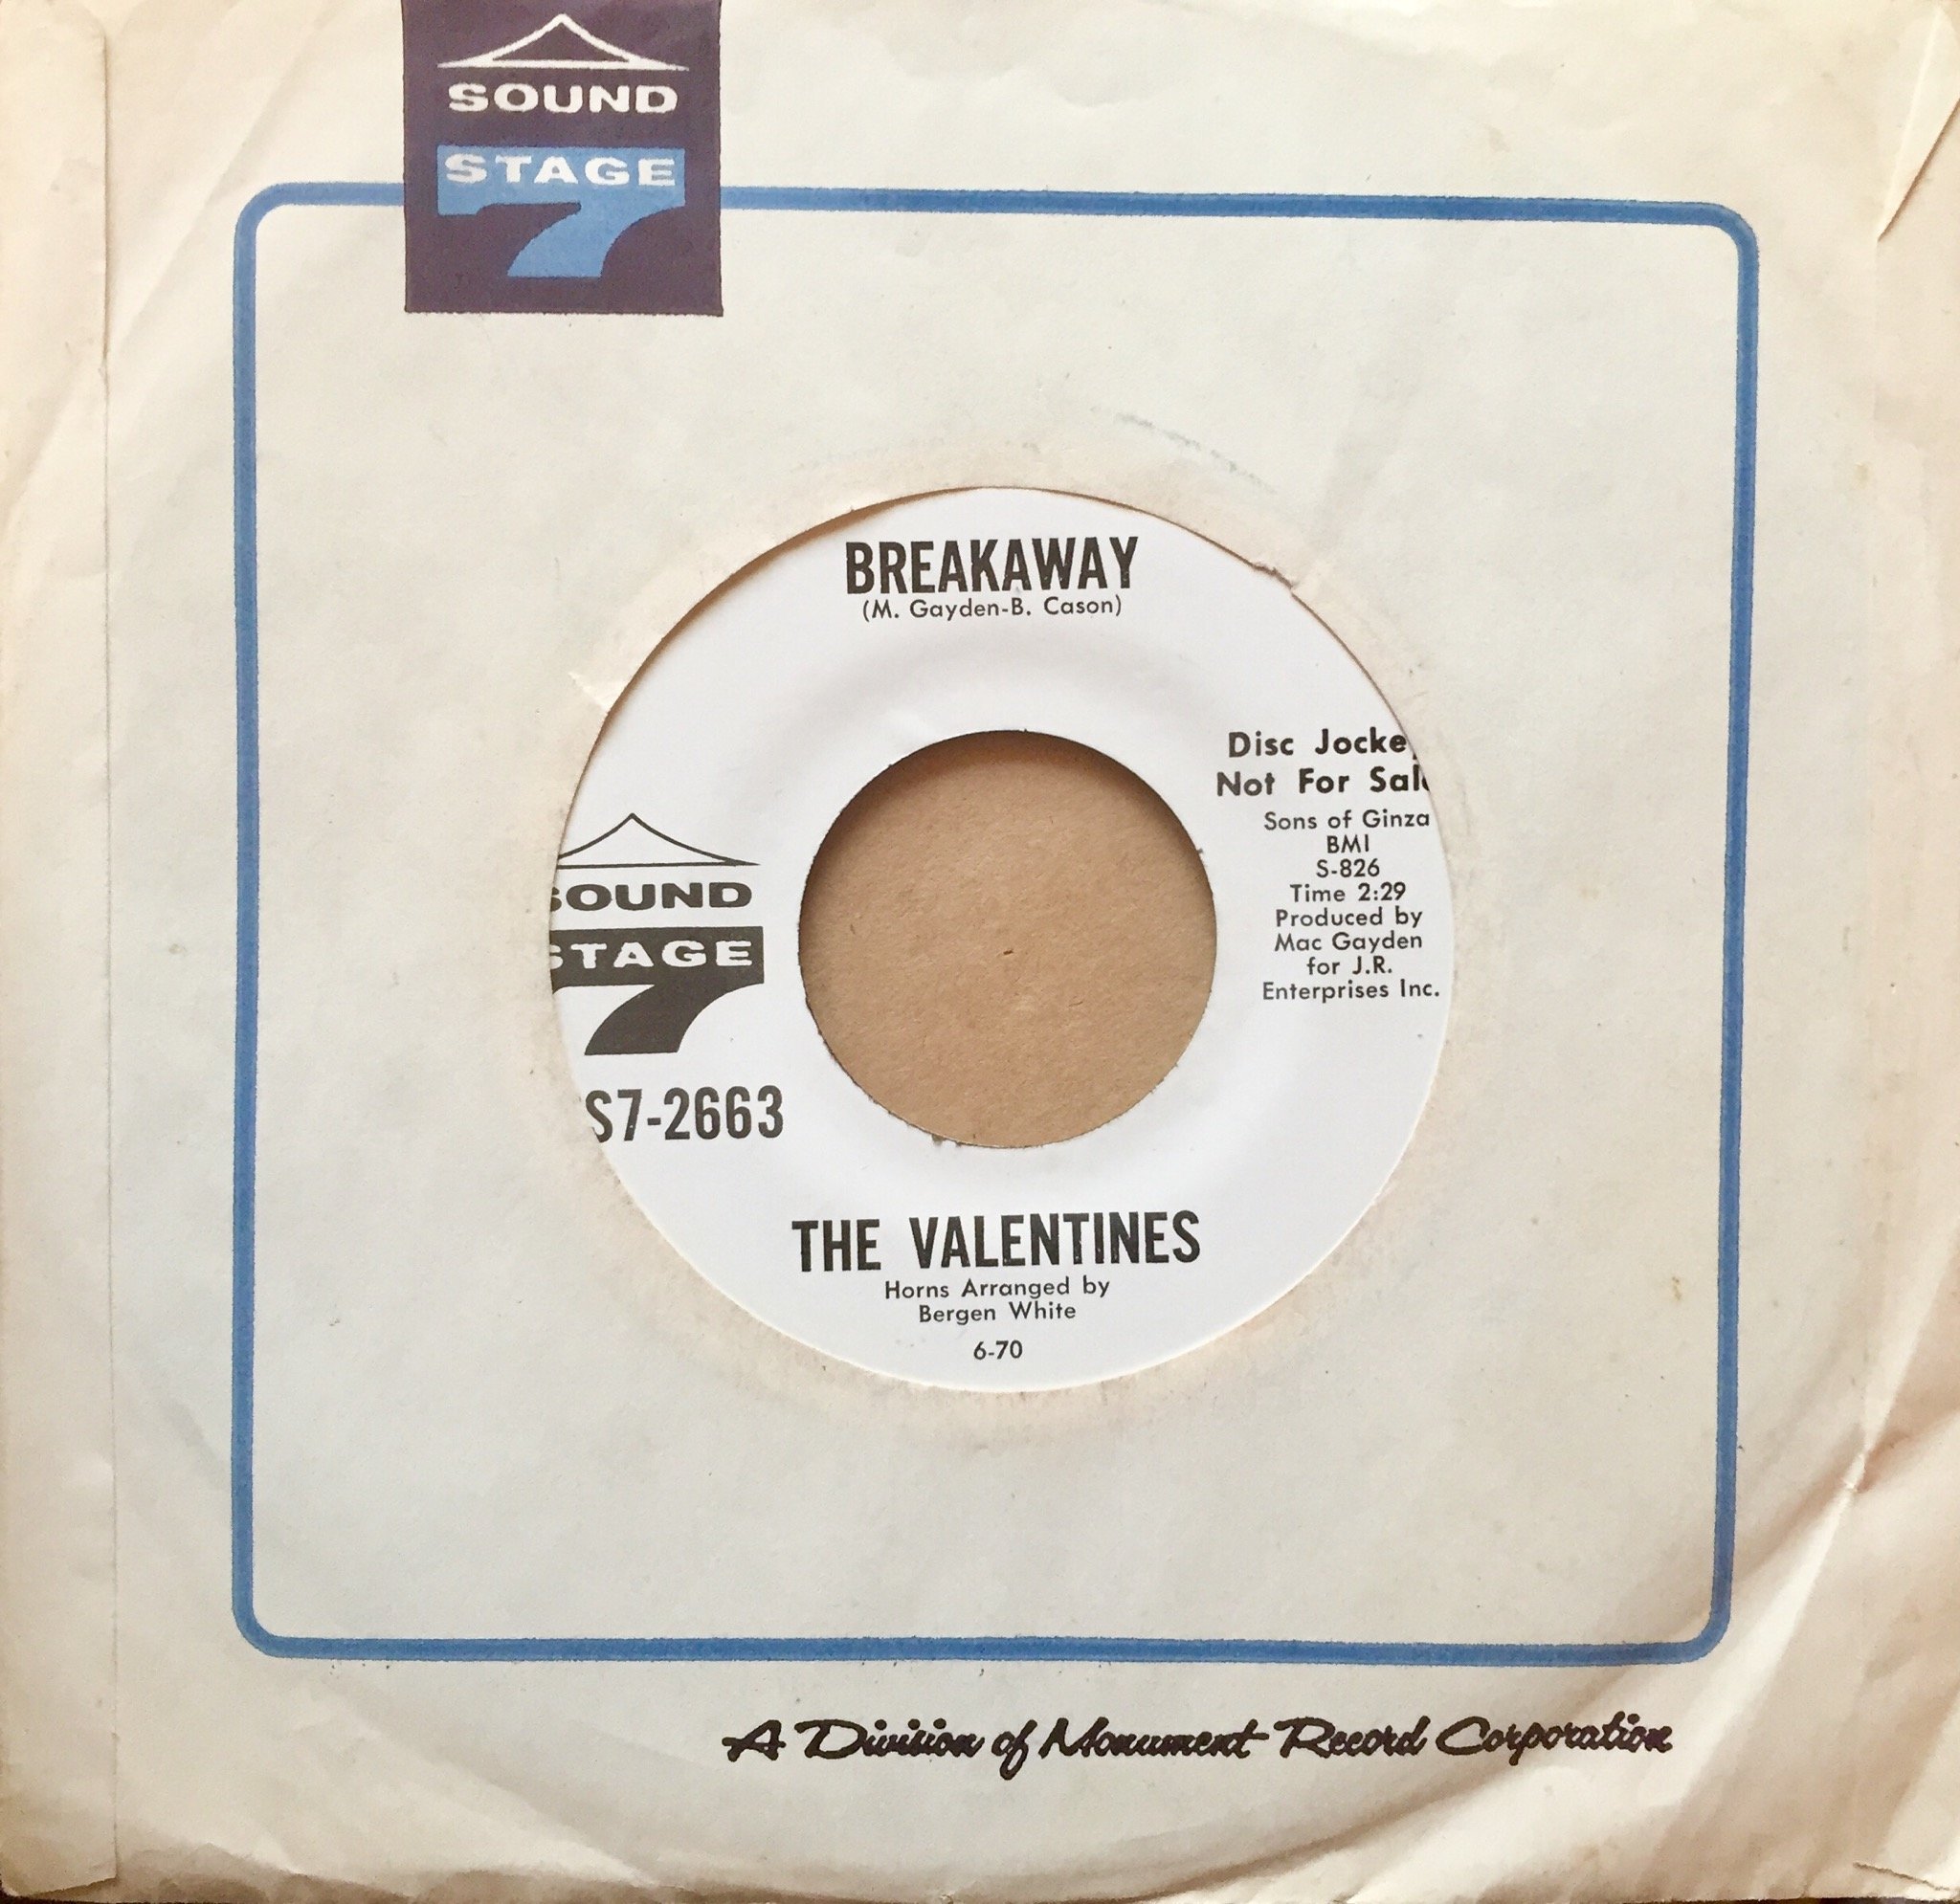 SOUND
STAGE
7
BREAKAWAY
(M. Gayden-B. Cason)
Disc Jocke
Not For Sal
Sons of Ginza
BMI
S-826
Time 2:29
Produced by
Mac Gayden
for J.R.
Enterprises Inc.
SOUND
STAGE
7
S7-2663
THE VALENTINES
Horns Arranged by
Bergen White
6-70
A Division of Monument Record Corporation